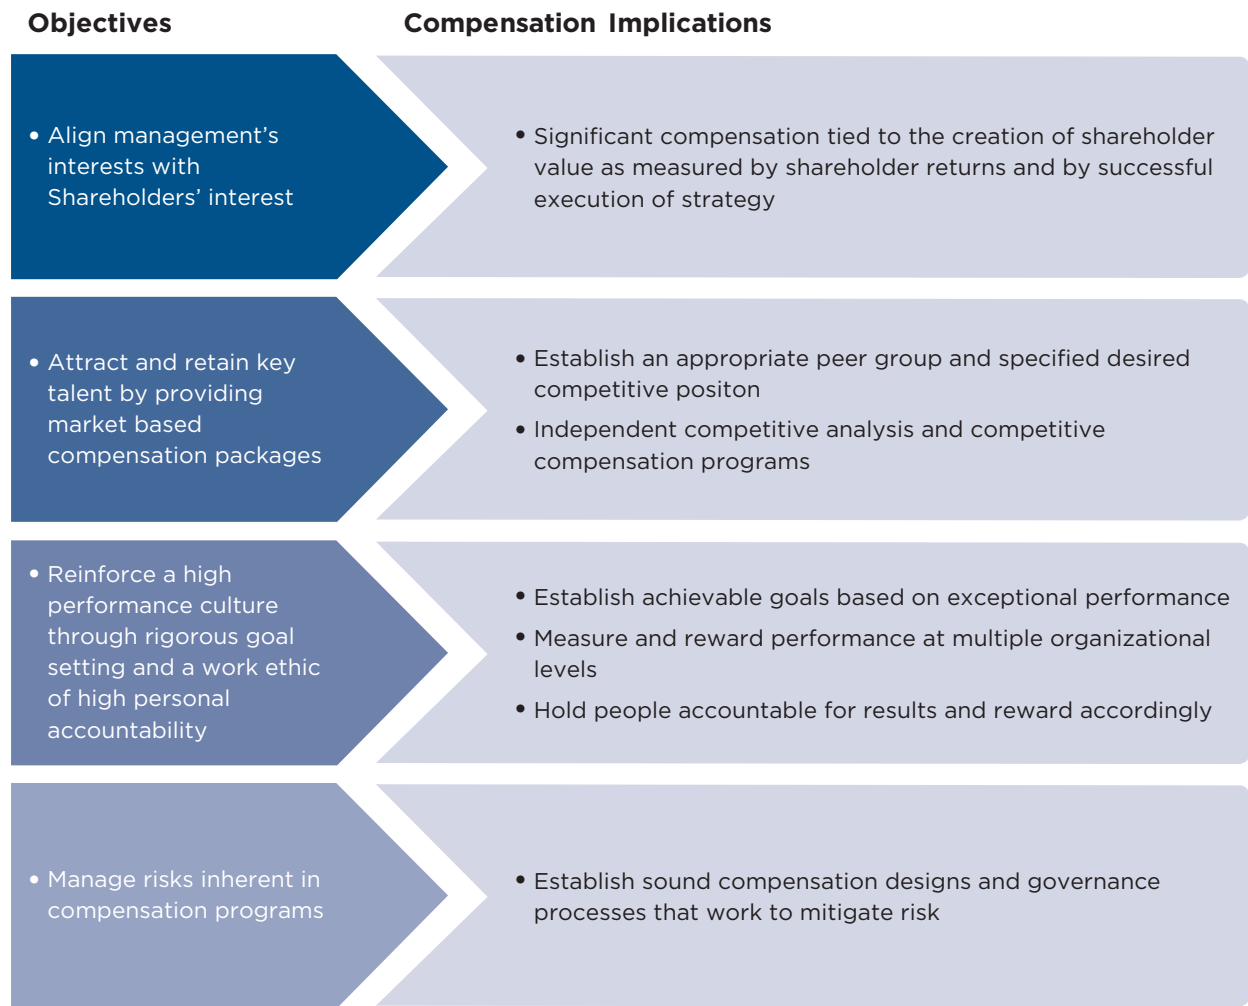 Objectives
Compensation Implications
• Align management’s
interests with
Shareholders’ interest
• Significant compensation tied to the creation of shareholder
value as measured by shareholder returns and by successful
execution of strategy
• Attract and retain key
talent by providing
market based
compensation packages
• Establish an appropriate peer group and specified desired
competitive positon
• Independent competitive analysis and competitive
compensation programs
• Reinforce a high
performance culture
through rigorous goal
setting and a work ethic
of high personal
accountability
• Establish achievable goals based on exceptional performance
• Measure and reward performance at multiple organizational
levels
• Hold people accountable for results and reward accordingly
• Manage risks inherent in
compensation programs
• Establish sound compensation designs and governance
processes that work to mitigate risk